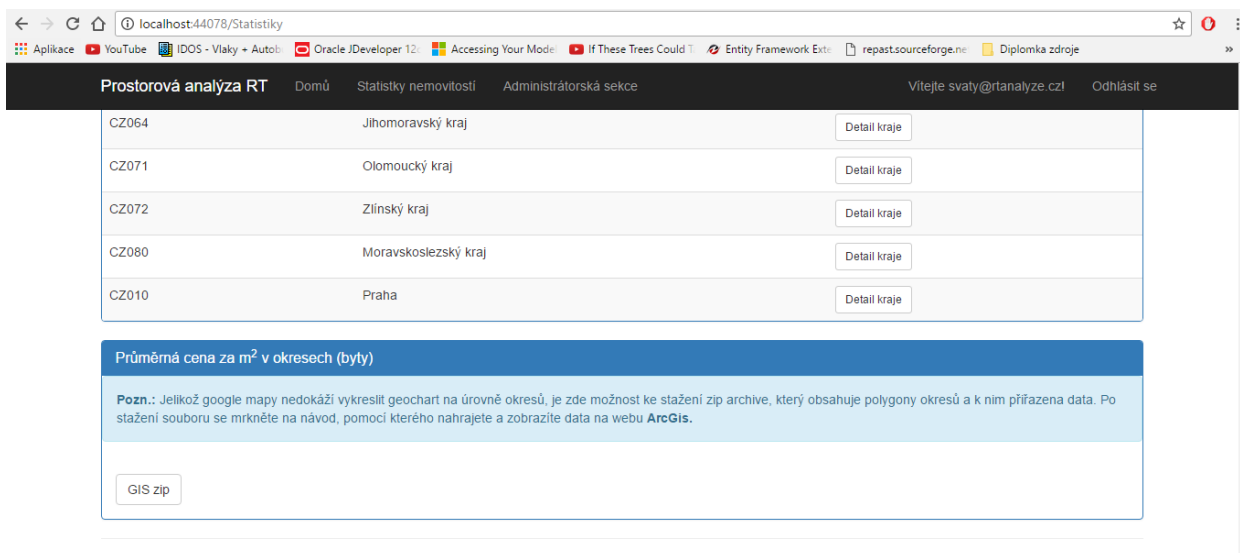 localhost:44078/Statistiky
Aplikace YouTube IDOS - Vlaky + Autob Oracle JDeveloper 12 Accessing Your Model If These Trees Could T Entity Framework Exte repast.sourceforge.ne Diplomka zdroje »
Prostorová analýza RT Domů Statistky nemovitostí Administrátorská sekce Vítejte svaty@rtanalyze.cz! Odhlásit se
CZ064 Jihomoravský kraj Detail kraje
CZ071 Olomoucký kraj Detail kraje
CZ072 Zlínský kraj Detail kraje
CZ080 Moravskoslezský kraj Detail kraje
CZ010 Praha Detail kraje
Průměrná cena za m² v okresech (byty)
Pozn.: Jelikož google mapy nedokáží vykreslit geochart na úrovně okresů, je zde možnost ke stažení zip archive, který obsahuje polygony okresů a k nim přiřazena data. Po
stažení souboru se mrkněte na návod, pomocí kterého nahrajete a zobrazíte data na webu ArcGis.
GIS zip